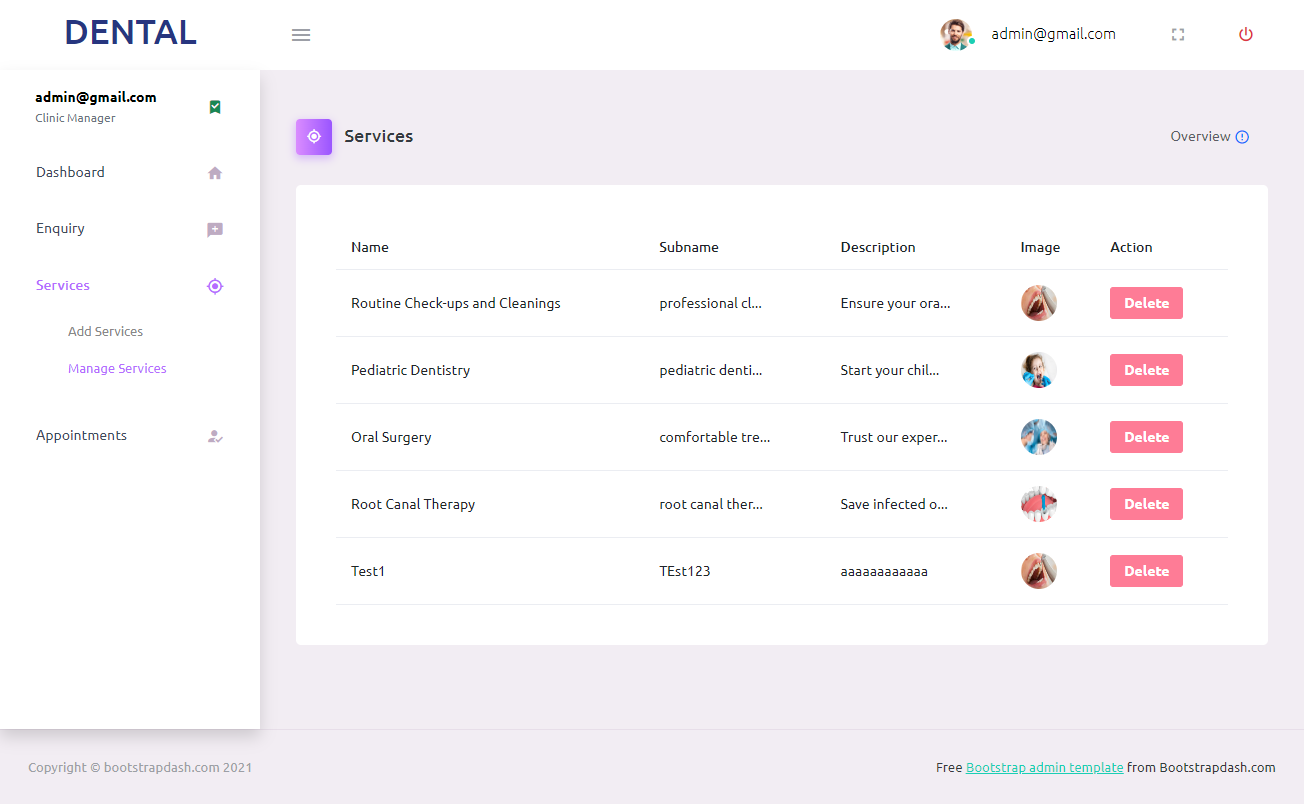 DENTAL
admin@gmail.com
admin@gmail.com
Clinic Manager
Dashboard
Enquiry
Services
Add Services
Manage Services
Appointments
Services
Overview
Name Subname Description Image Action
Routine Check-ups and Cleanings professional cl... Ensure your ora... Delete
Pediatric Dentistry pediatric denti... Start your chil... Delete
Oral Surgery comfortable tre... Trust our exper... Delete
Root Canal Therapy root canal ther... Save infected o... Delete
Test1 TEst123 aaaaaaaaaaaa Delete
Copyright © bootstrapdash.com 2021
Free Bootstrap admin template from Bootstrapdash.com